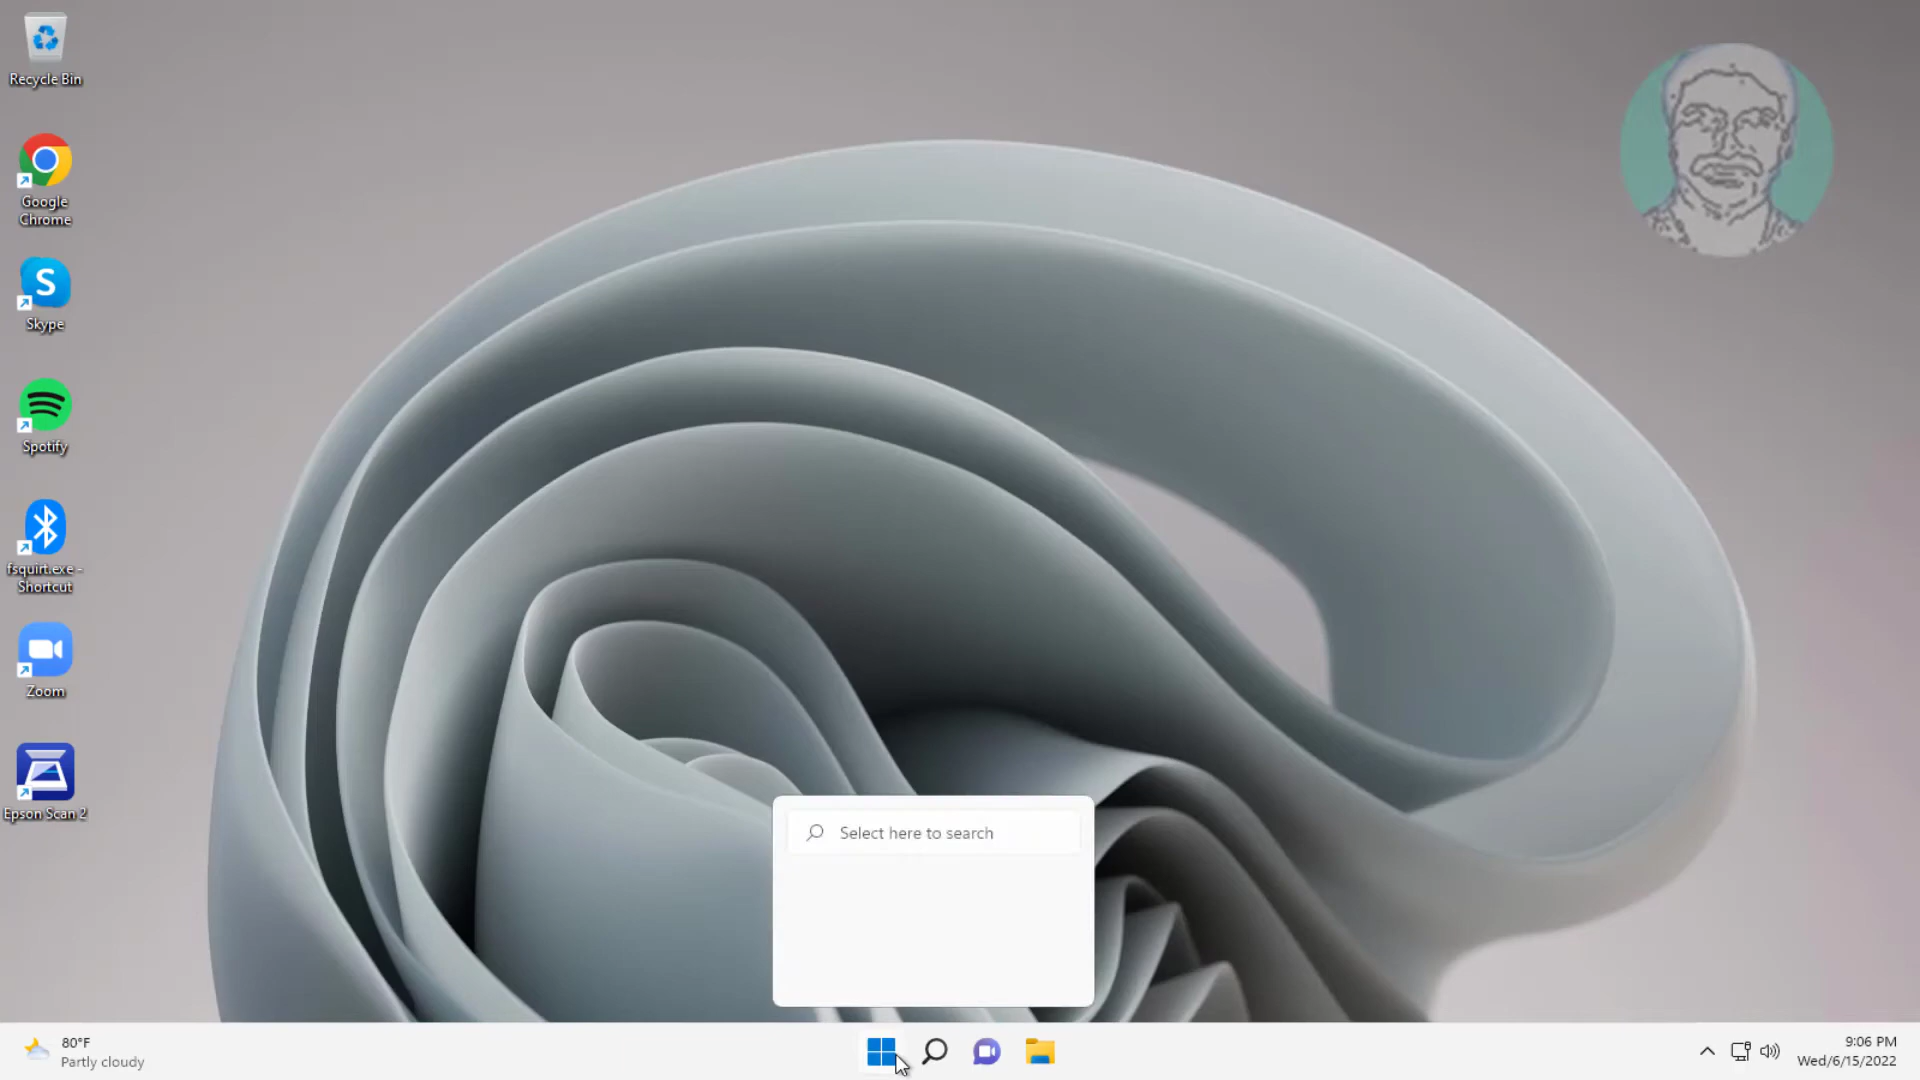 Recycle Bin
Google
Chrome
S
Skype
Spotify
fsquirt.exe -
Shortcut
Zoom
Epson Scan 2
Select here to search
80°F
Partly cloudy
9:06 PM
Wed/6/15/2022